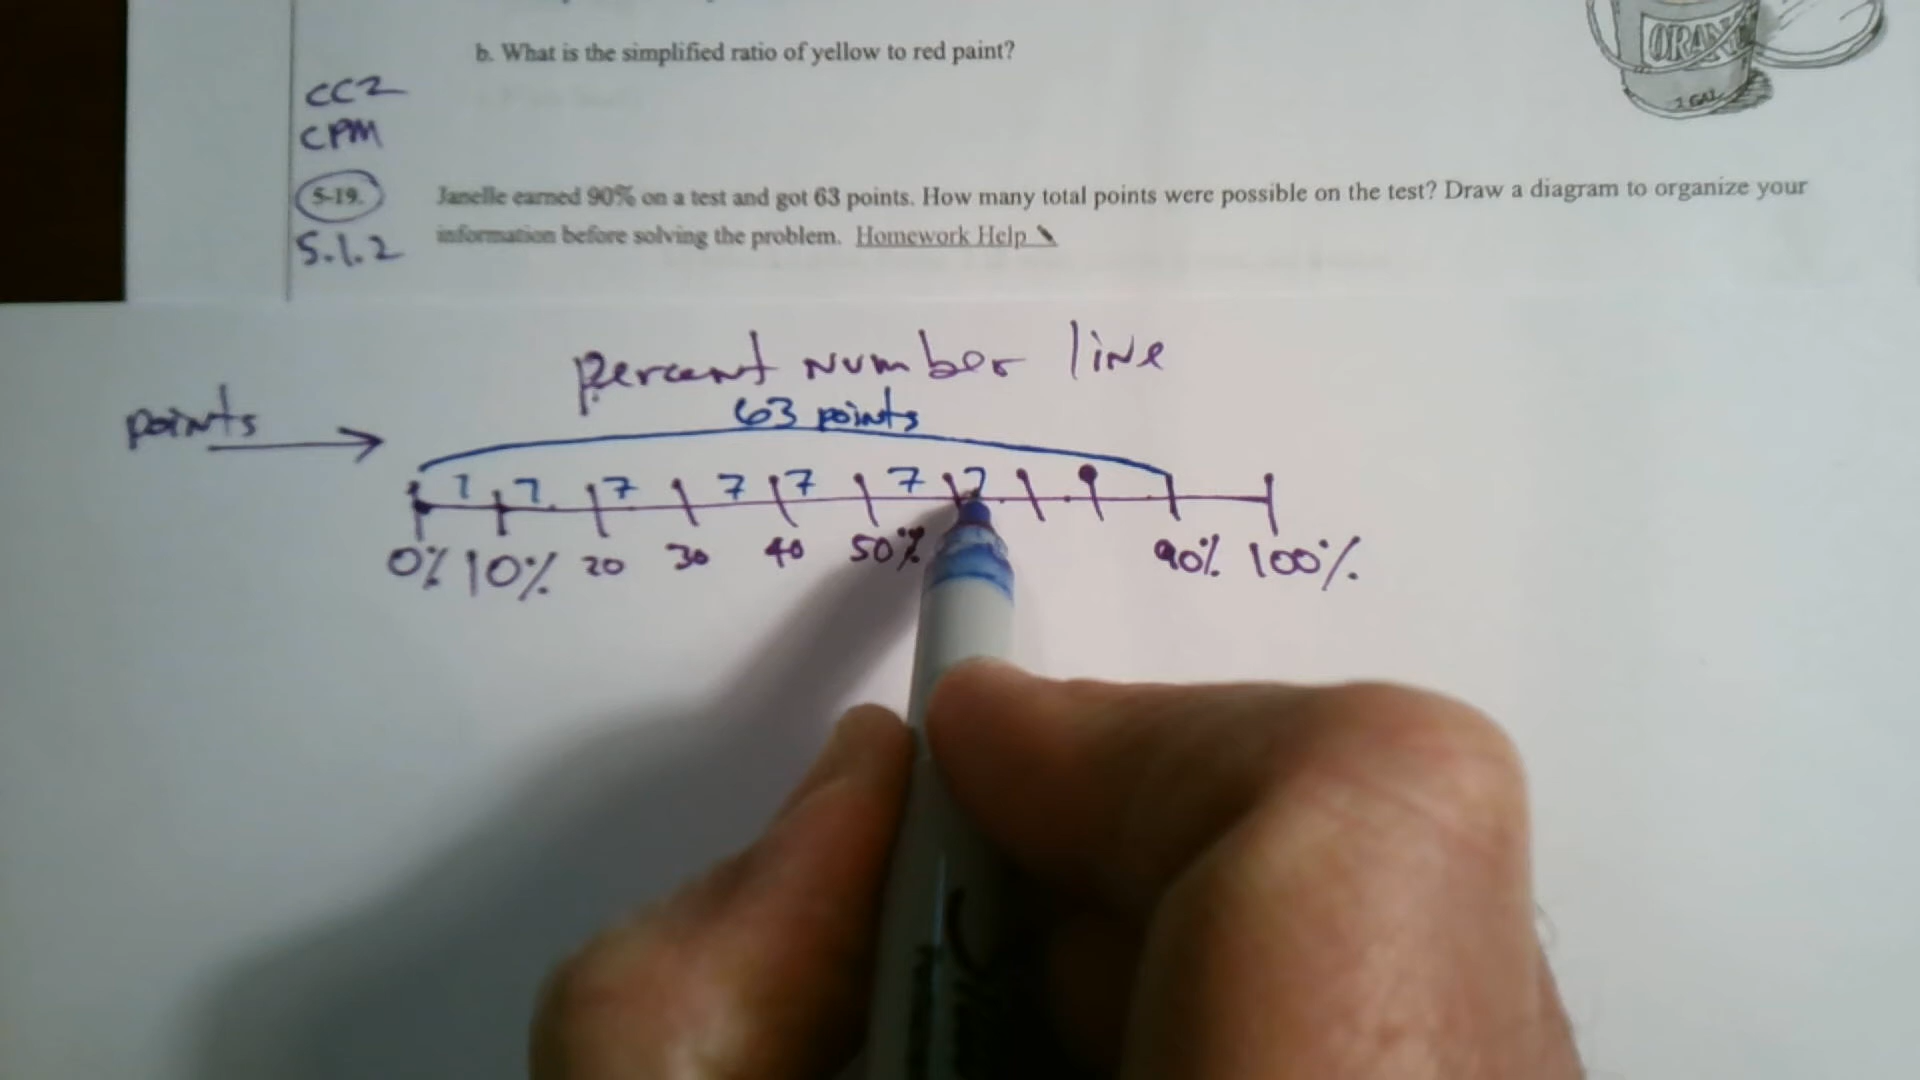 b. What is the simplified ratio of yellow to red paint?
ORANGE
2 GAL
CC2
CPM
5-19.
5.1.2
Janelle earned 90% on a test and got 63 points. How many total points were possible on the test? Draw a diagram to organize your
information before solving the problem. Homework Help
percent number line
points
63 points
7 7 7 7 7 7 7
0% 10% 20 30 40 50% 90% 100%